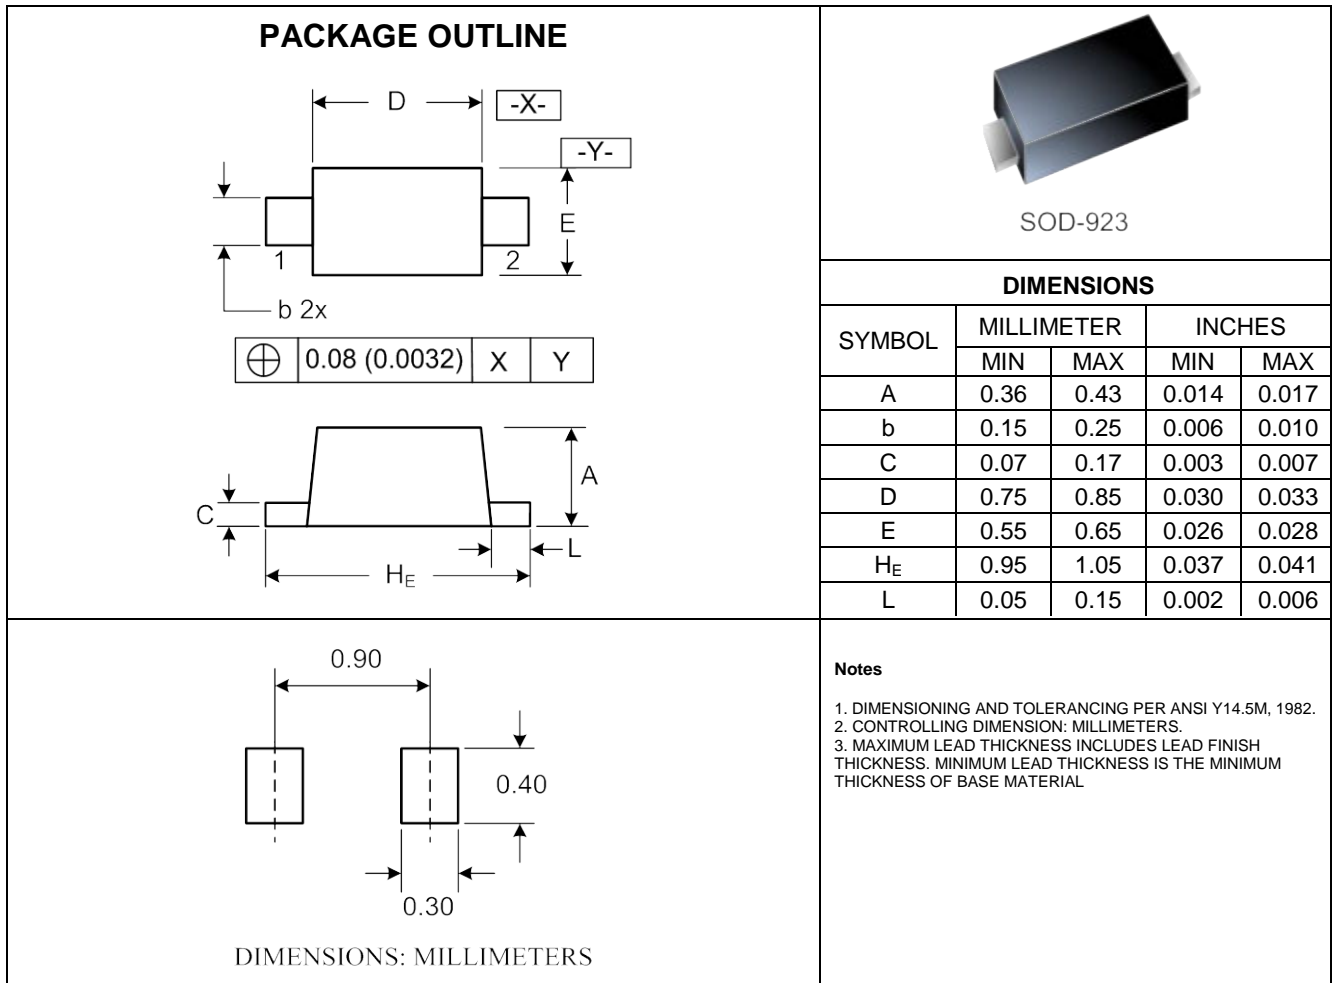 PACKAGE OUTLINE
D
-X-
-Y-
E
1
2
b 2x
0.08 (0.0032) X Y
A
C
L
HE
SOD-923
DIMENSIONS
SYMBOL MILLIMETER INCHES
MIN MAX MIN MAX
A 0.36 0.43 0.014 0.017
b 0.15 0.25 0.006 0.010
C 0.07 0.17 0.003 0.007
D 0.75 0.85 0.030 0.033
E 0.55 0.65 0.026 0.028
HE 0.95 1.05 0.037 0.041
L 0.05 0.15 0.002 0.006
0.90
0.40
0.30
DIMENSIONS: MILLIMETERS
Notes
1. DIMENSIONING AND TOLERANCING PER ANSI Y14.5M, 1982.
2. CONTROLLING DIMENSION: MILLIMETERS.
3. MAXIMUM LEAD THICKNESS INCLUDES LEAD FINISH
THICKNESS. MINIMUM LEAD THICKNESS IS THE MINIMUM
THICKNESS OF BASE MATERIAL